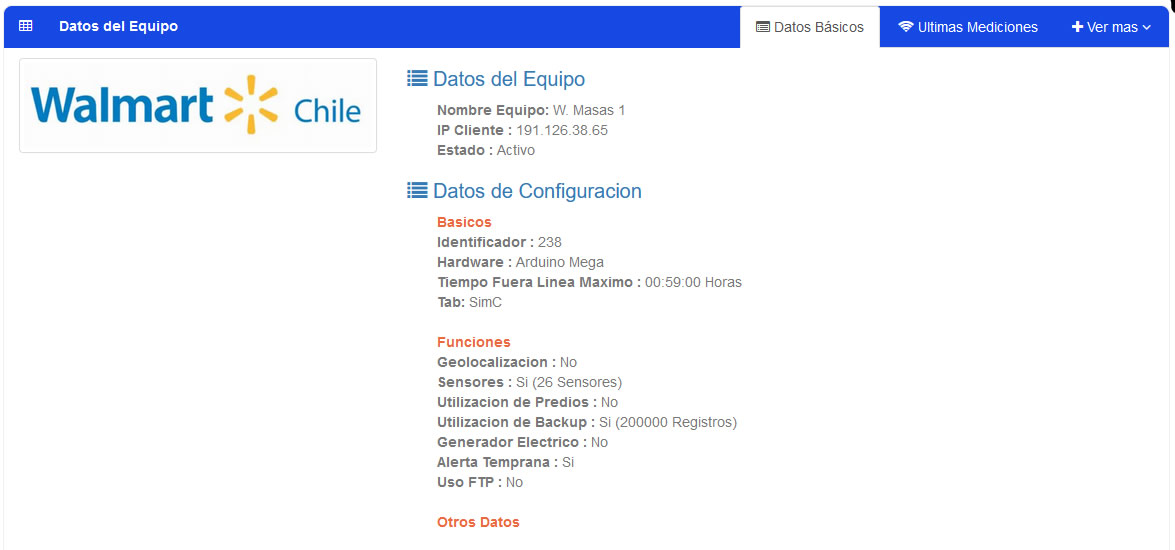 Datos del Equipo
Datos Básicos
Ultimas Mediciones
Ver mas
Walmart Chile
Datos del Equipo
Nombre Equipo: W. Masas 1
IP Cliente : 191.126.38.65
Estado : Activo
Datos de Configuracion
Basicos
Identificador : 238
Hardware : Arduino Mega
Tiempo Fuera Linea Maximo : 00:59:00 Horas
Tab: SimC
Funciones
Geolocalizacion : No
Sensores : Si (26 Sensores)
Utilizacion de Predios : No
Utilizacion de Backup : Si (200000 Registros)
Generador Electrico : No
Alerta Temprana : Si
Uso FTP : No
Otros Datos